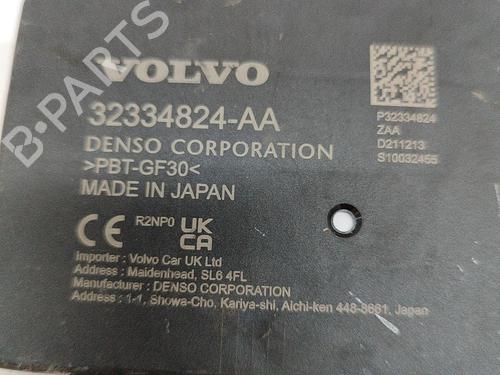 B-PARTS
VOLVO
32334824-AA
DENSO CORPORATION
>PBT-GF30<
MADE IN JAPAN
P32334824
ZAA
D211213
S10032455
CE R2NP0 UK
CA
Importer : Volvo Car UK Ltd
Address : Maidenhead, SL6 4FL
Manufacturer : DENSO CORPORATION
Address : 1-1, Showa-Cho, Kariya-shi, Aichi-ken 448-8661, Japan